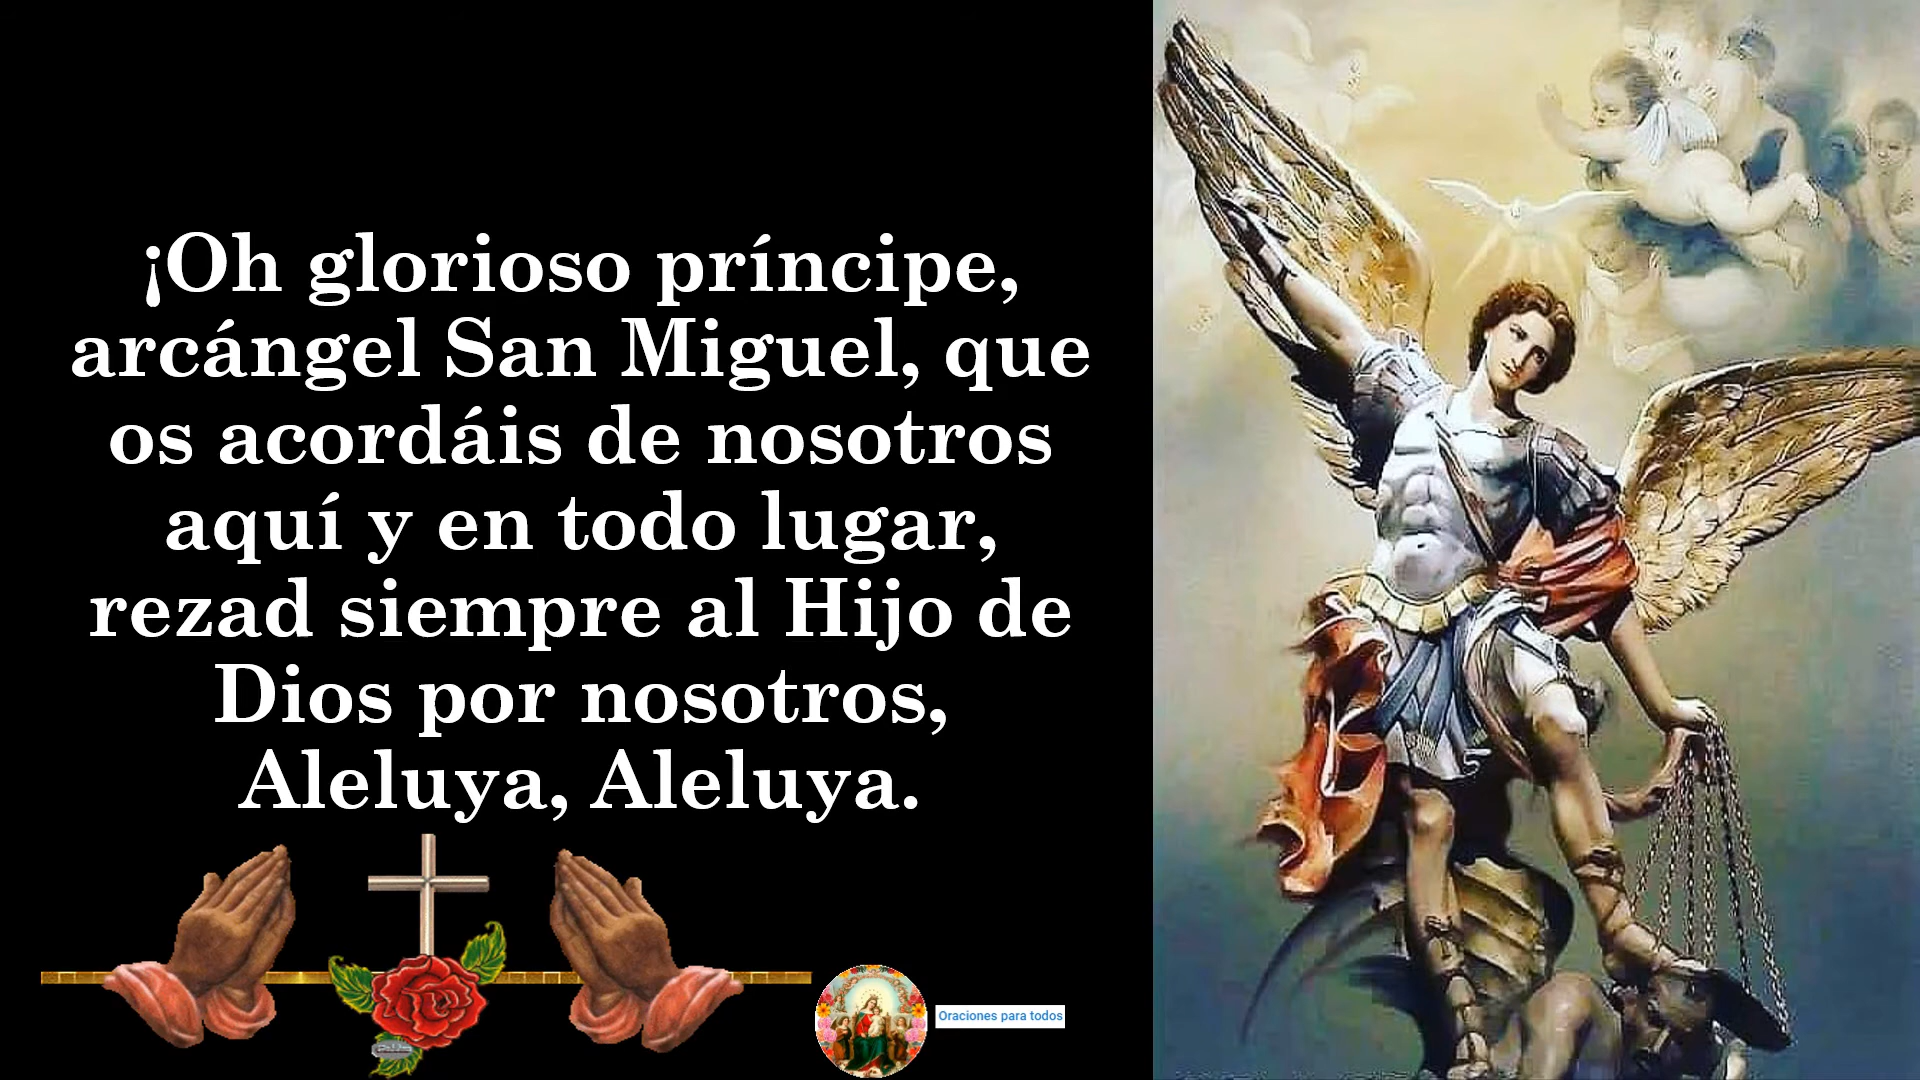 ¡Oh glorioso príncipe,
arcángel San Miguel, que
os acordáis de nosotros
aquí y en todo lugar,
rezad siempre al Hijo de
Dios por nosotros,
Aleluya, Aleluya.
Oraciones para todos